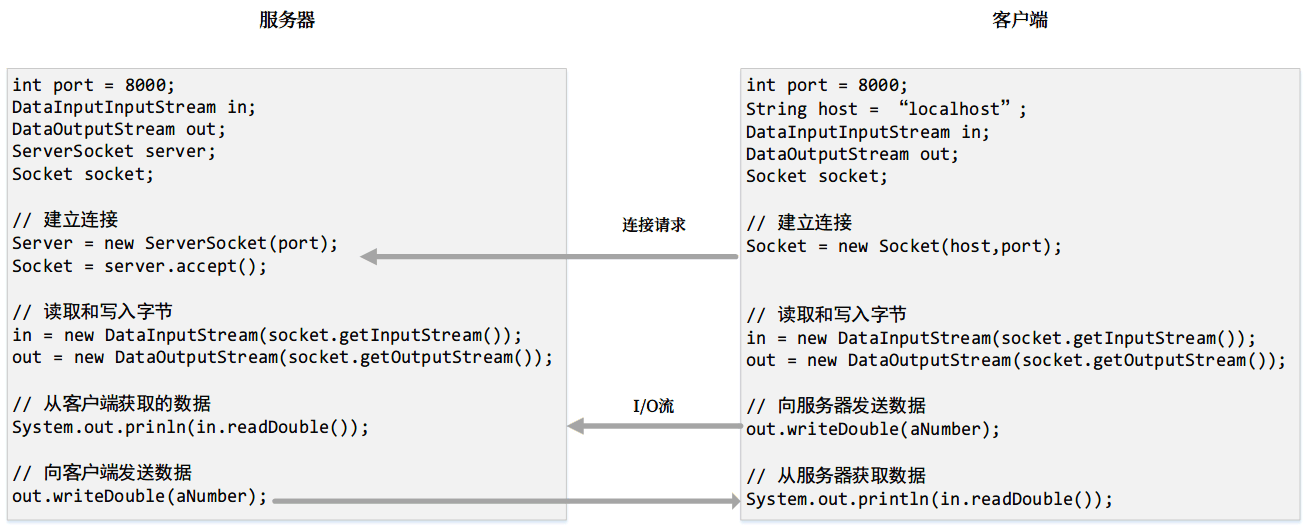 服务器
int port = 8000;
DataInputInputStream in;
DataOutputStream out;
ServerSocket server;
Socket socket;
// 建立连接
Server = new ServerSocket(port);
Socket = server.accept();
// 读取和写入字节
in = new DataInputStream(socket.getInputStream());
out = new DataOutputStream(socket.getOutputStream());
// 从客户端获取的数据
System.out.prinln(in.readDouble());
// 向客户端发送数据
out.writeDouble(aNumber);
连接请求
I/O流
客户端
int port = 8000;
String host = “localhost”;
DataInputInputStream in;
DataOutputStream out;
Socket socket;
// 建立连接
Socket = new Socket(host,port);
// 读取和写入字节
in = new DataInputStream(socket.getInputStream());
out = new DataOutputStream(socket.getOutputStream());
// 向服务器发送数据
out.writeDouble(aNumber);
// 从服务器获取数据
System.out.println(in.readDouble());